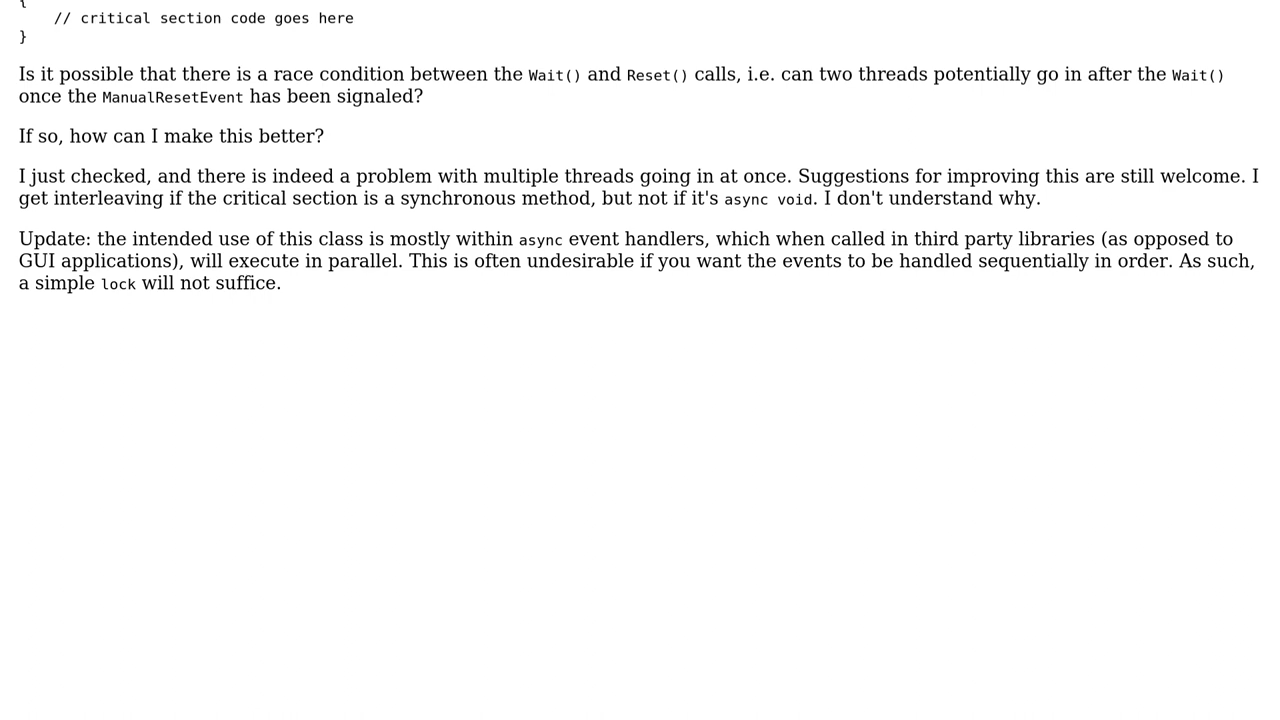 {
// critical section code goes here
}
Is it possible that there is a race condition between the Wait() and Reset() calls, i.e. can two threads potentially go in after the Wait()
once the ManualResetEvent has been signaled?
If so, how can I make this better?
I just checked, and there is indeed a problem with multiple threads going in at once. Suggestions for improving this are still welcome. I
get interleaving if the critical section is a synchronous method, but not if it's async void. I don't understand why.
Update: the intended use of this class is mostly within async event handlers, which when called in third party libraries (as opposed to
GUI applications), will execute in parallel. This is often undesirable if you want the events to be handled sequentially in order. As such,
a simple lock will not suffice.